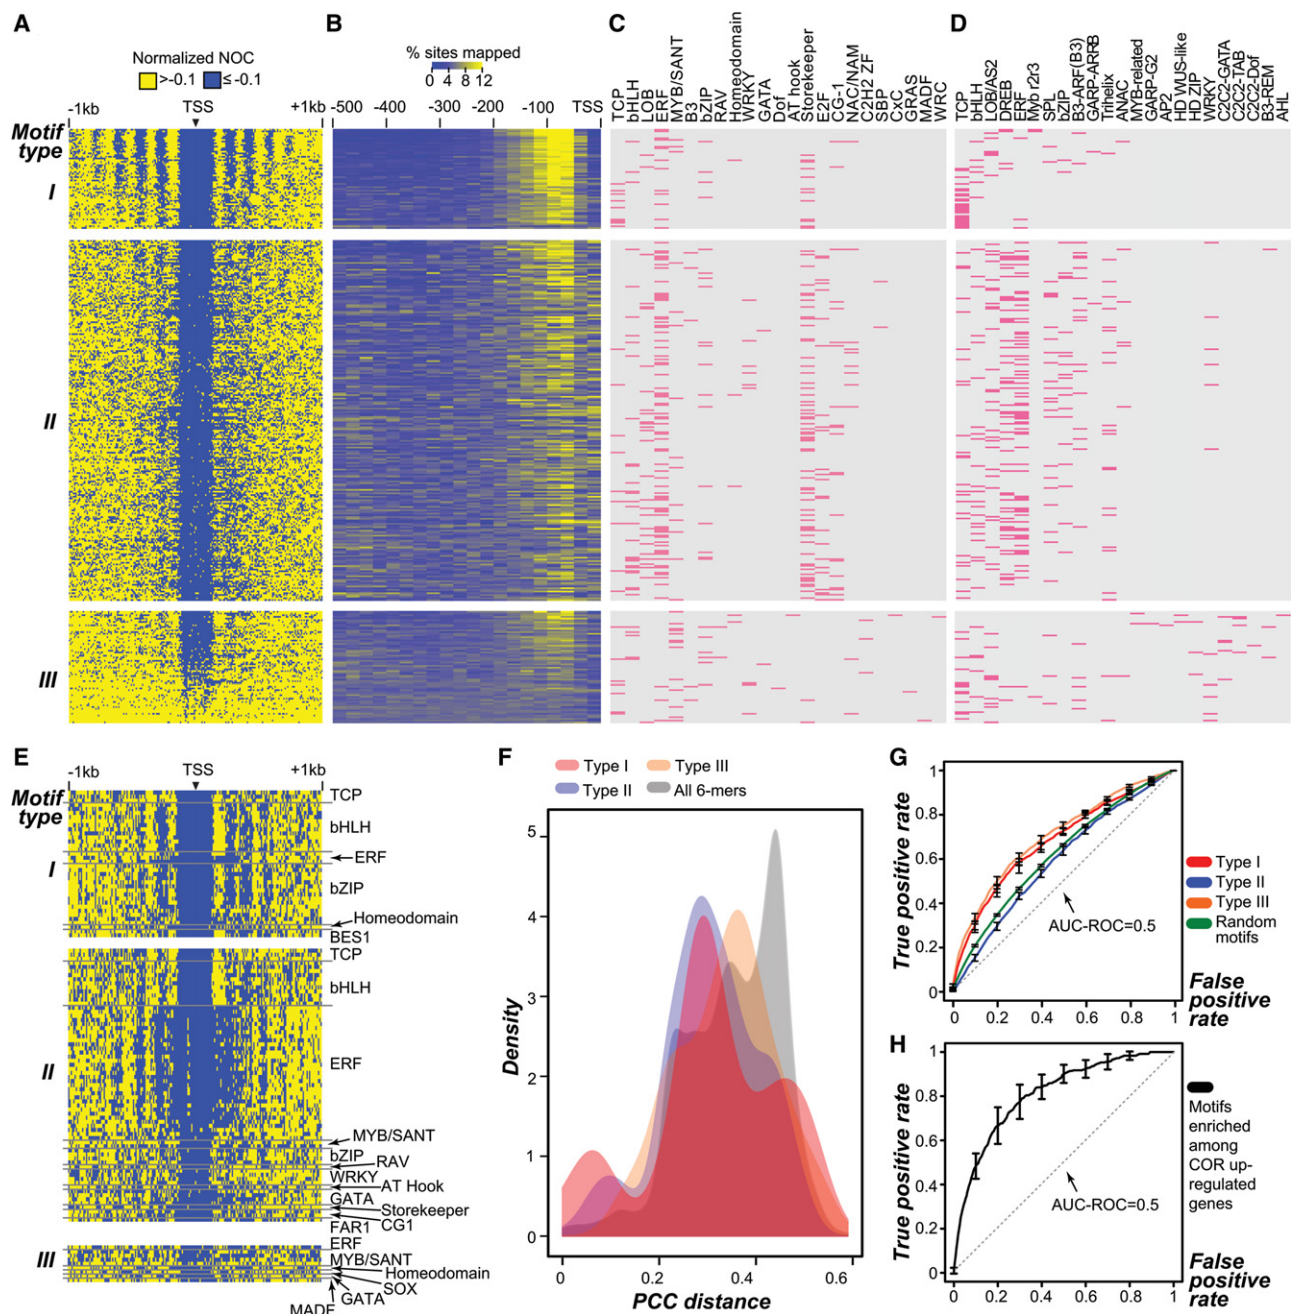 A
Normalized NOC
>-0.1 ≤-0.1
-1kb TSS +1kb
Motif type
I
II
III
B
% sites mapped
0 4 8 12
-500 -400 -300 -200 -100 TSS
C
TCP
bHLH
LOB
ERF
MYB/SANT
B3
bZIP
RAV
Homeodomain
WRKY
GATA
Dof
AT hook
Storekeeper
E2F
CG-1
NAC/NAM
C2H2 ZF
SBP
CxC
GRAS
MADF
WRC
D
TCP
bHLH
LOB/AS2
DREB
ERF
Myb r2r3
SPL
bZIP
B3-ARF(B3)
GARP-ARRB
Trihelix
ANAC
MYB-related
GARP-G2
AP2
HD WUS-like
HD ZIP
WRKY
C2C2-GATA
C2C2-TAB
C2C2-Dof
B3-REM
AHL
E
-1kb TSS +1kb
Motif type
I
TCP
bHLH
ERF
bZIP
Homeodomain
BES1
II
TCP
bHLH
ERF
MYB/SANT
bZIP
RAV
WRKY
AT Hook
GATA
Storekeeper
CG1
FAR1
III
ERF
MYB/SANT
Homeodomain
SOX
GATA
MADF
F
Type I Type III
Type II All 6-mers
Density
5
4
3
2
1
0
0 0.2 0.4 0.6
PCC distance
G
True positive rate
1
0.8
0.6
0.4
0.2
0
0 0.2 0.4 0.6 0.8 1
AUC-ROC=0.5
False positive rate
Type I
Type II
Type III
Random motifs
H
True positive rate
1
0.8
0.6
0.4
0.2
0
0 0.2 0.4 0.6 0.8 1
AUC-ROC=0.5
False positive rate
Motifs
enriched
among
COR up-
regulated
genes